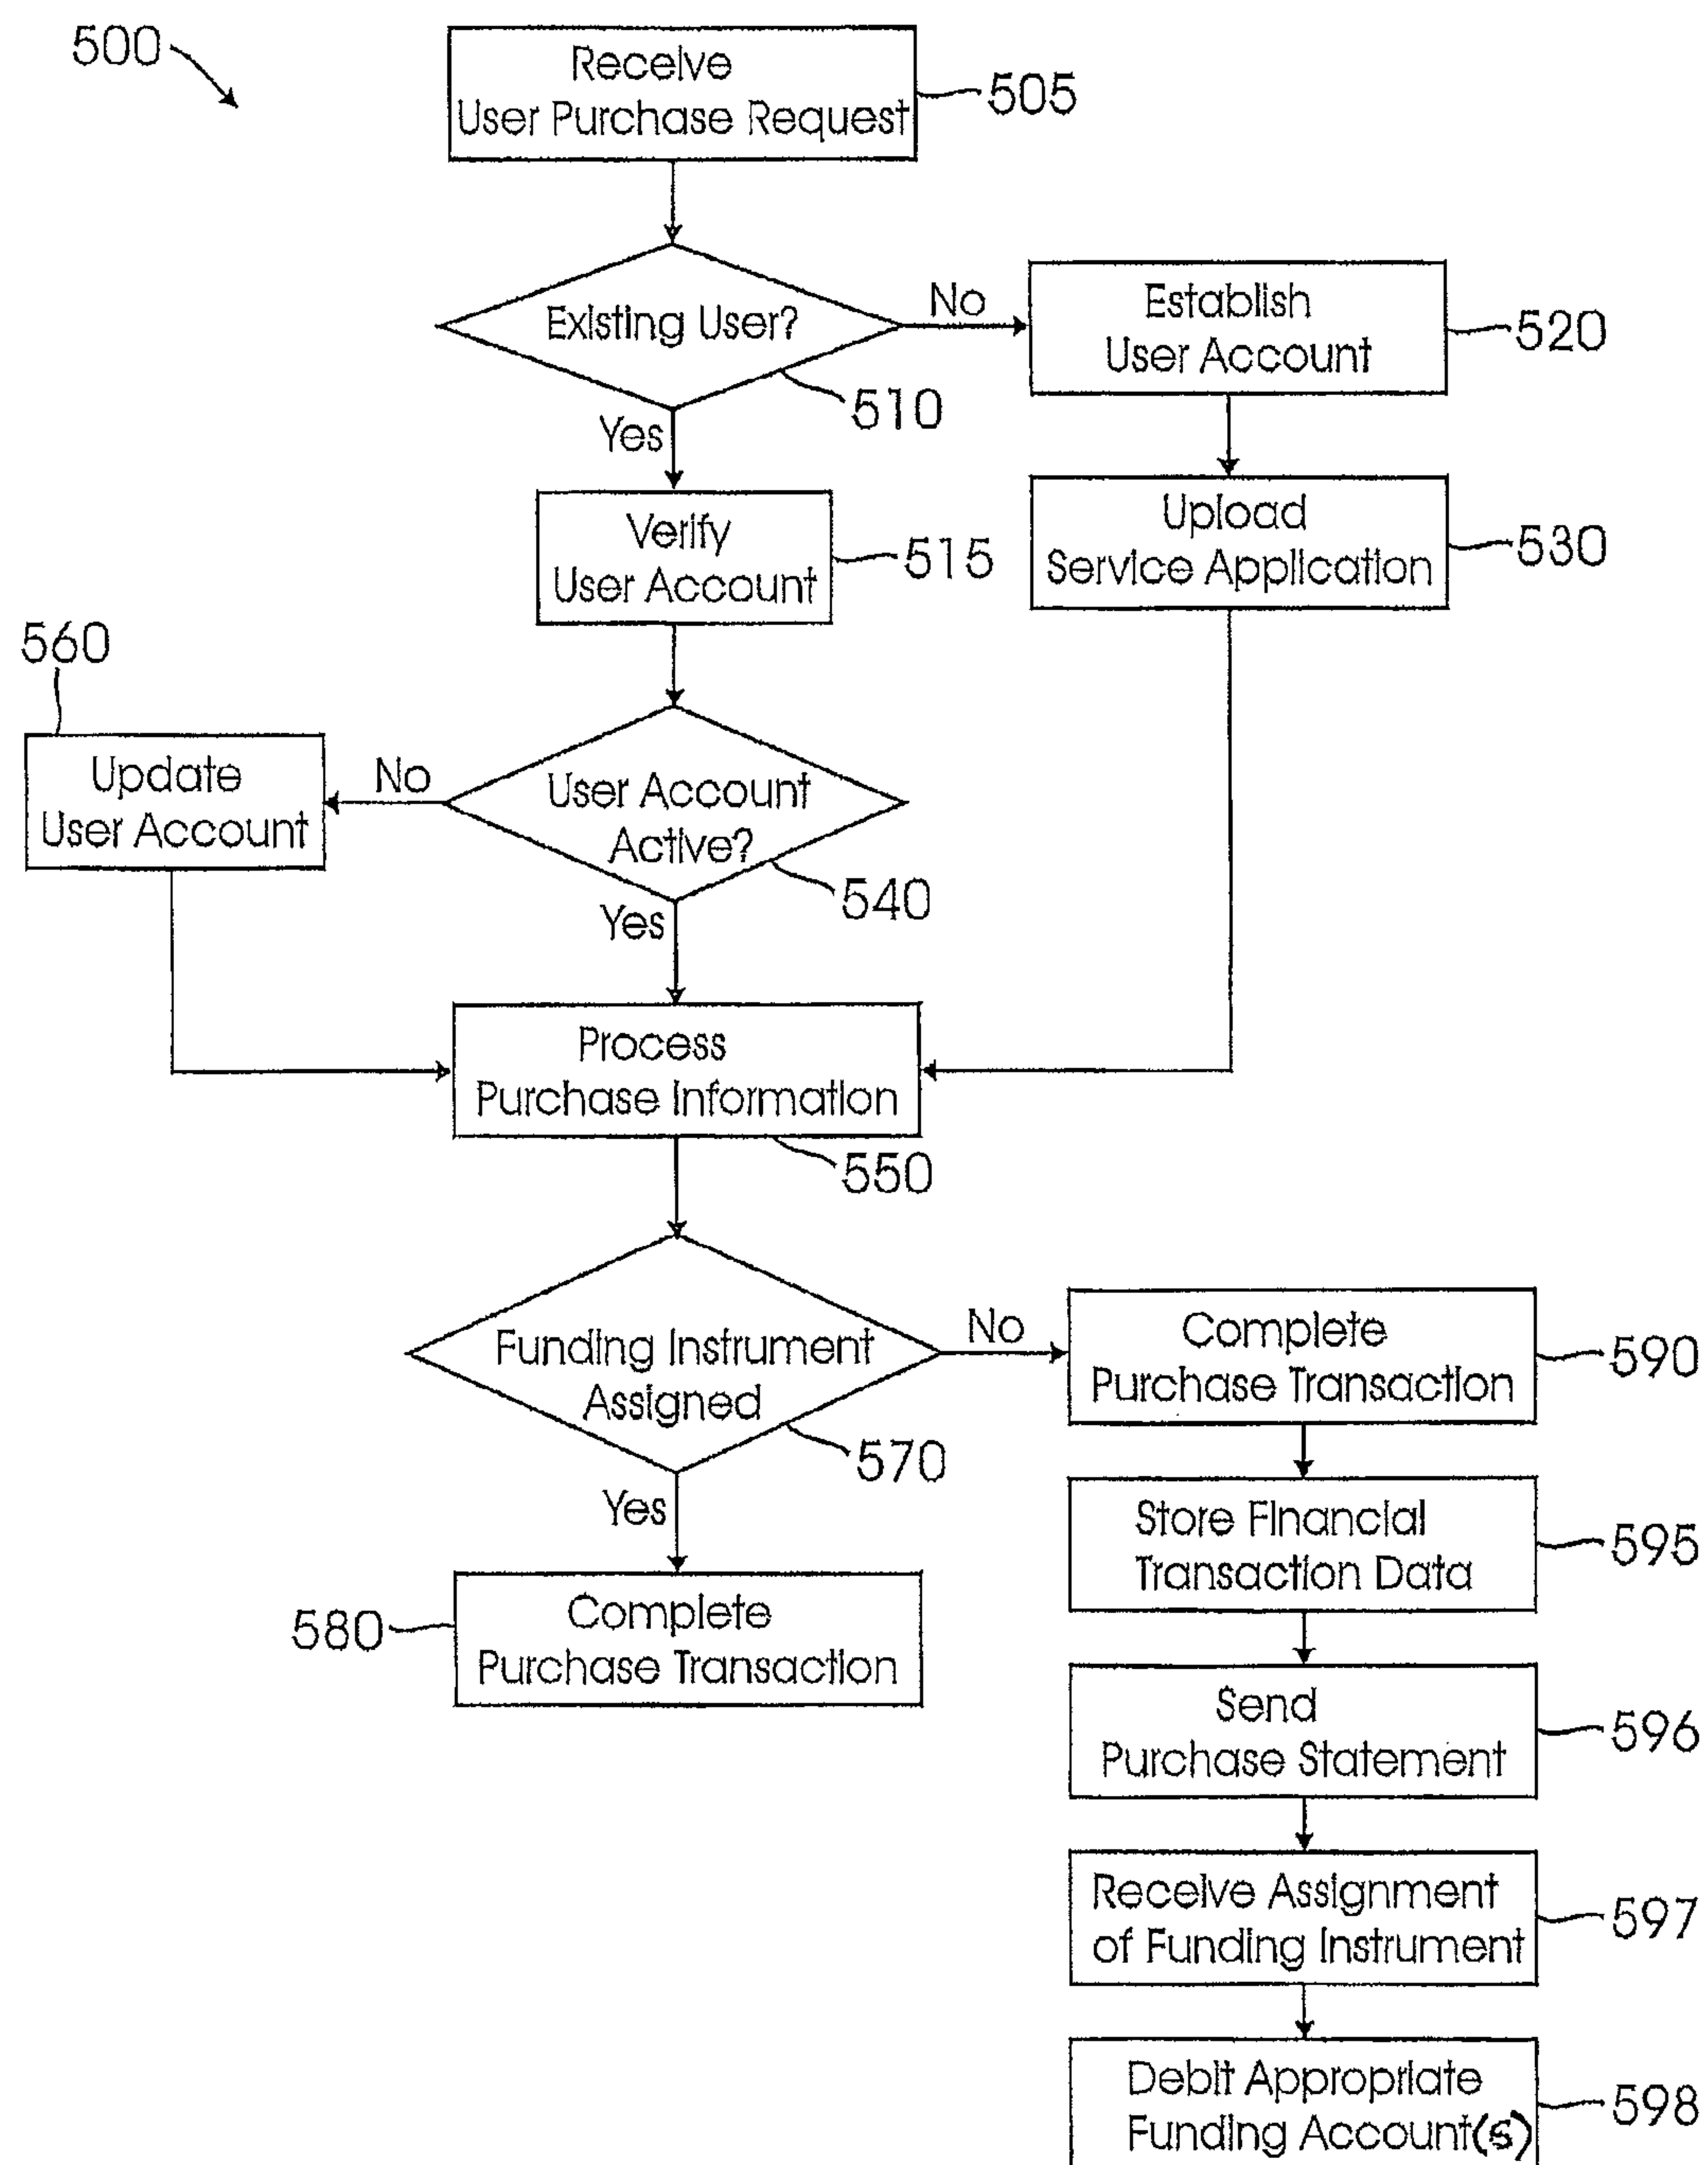 500
Receive
User Purchase Request
505
Existing User?
No
510
Yes
Establish
User Account
520
Verify
User Account
515
Upload
Service Application
530
560
Update
User Account
No
User Account
Active?
540
Yes
Process
Purchase Information
550
Funding Instrument
Assigned
No
570
Yes
Complete
Purchase Transaction
590
580
Complete
Purchase Transaction
Store Financial
Transaction Data
595
Send
Purchase Statement
596
Receive Assignment
of Funding Instrument
597
Debit Appropriate
Funding Account(s)
598